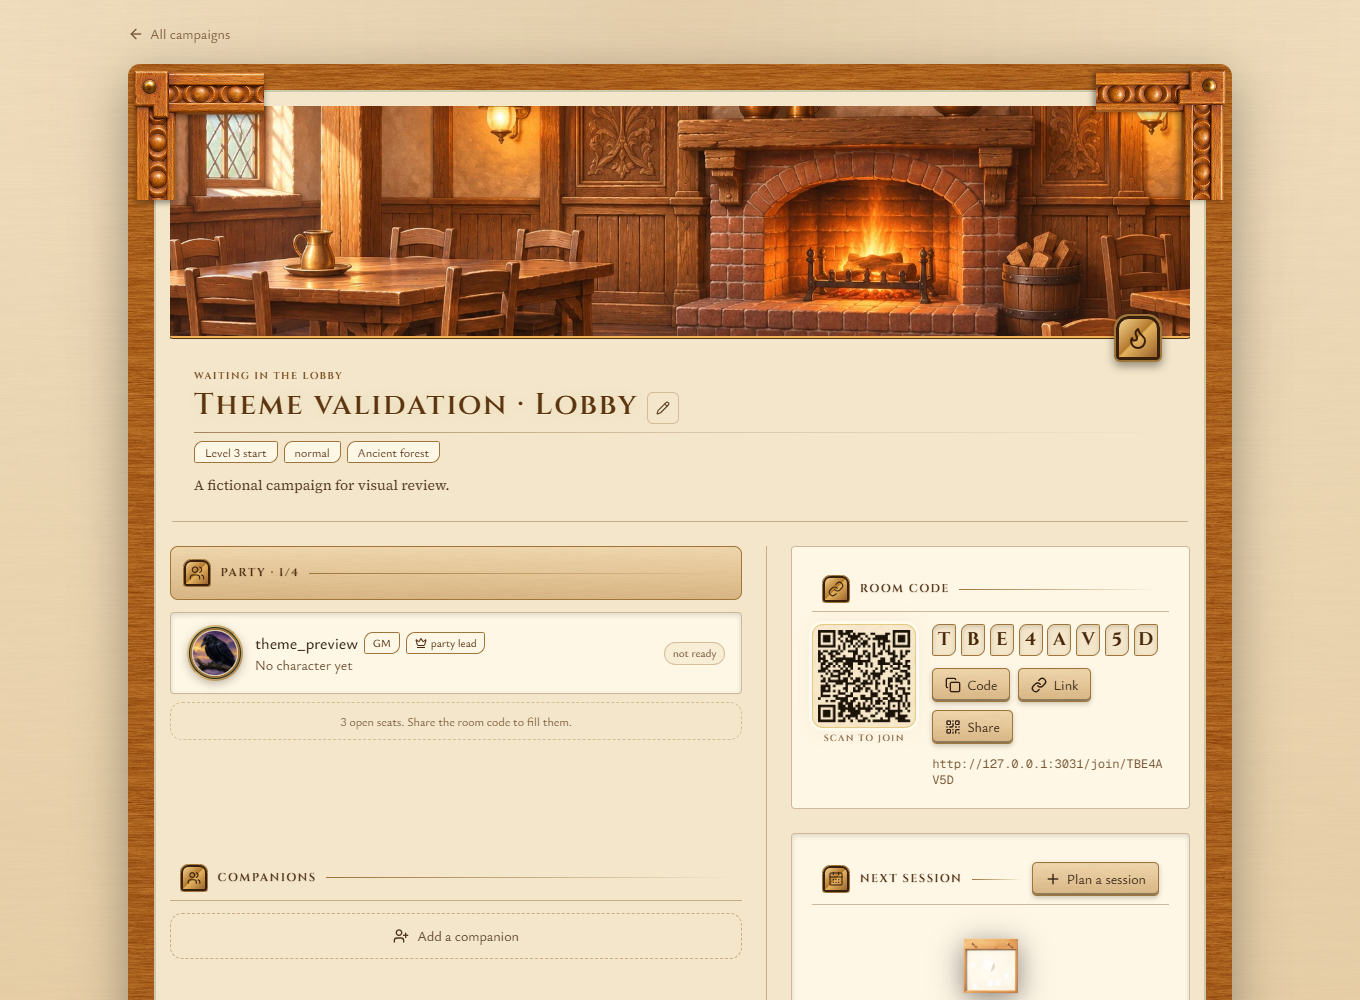 All campaigns
WAITING IN THE LOBBY
THEME VALIDATION · LOBBY
Level 3 start
normal
Ancient forest
A fictional campaign for visual review.
PARTY · 1/4
theme_preview
GM
party lead
No character yet
not ready
3 open seats. Share the room code to fill them.
COMPANIONS
Add a companion
ROOM CODE
T B E 4 A V 5 D
SCAN TO JOIN
Code
Link
Share
http://127.0.0.1:3031/join/TBE4A
V5D
NEXT SESSION
Plan a session